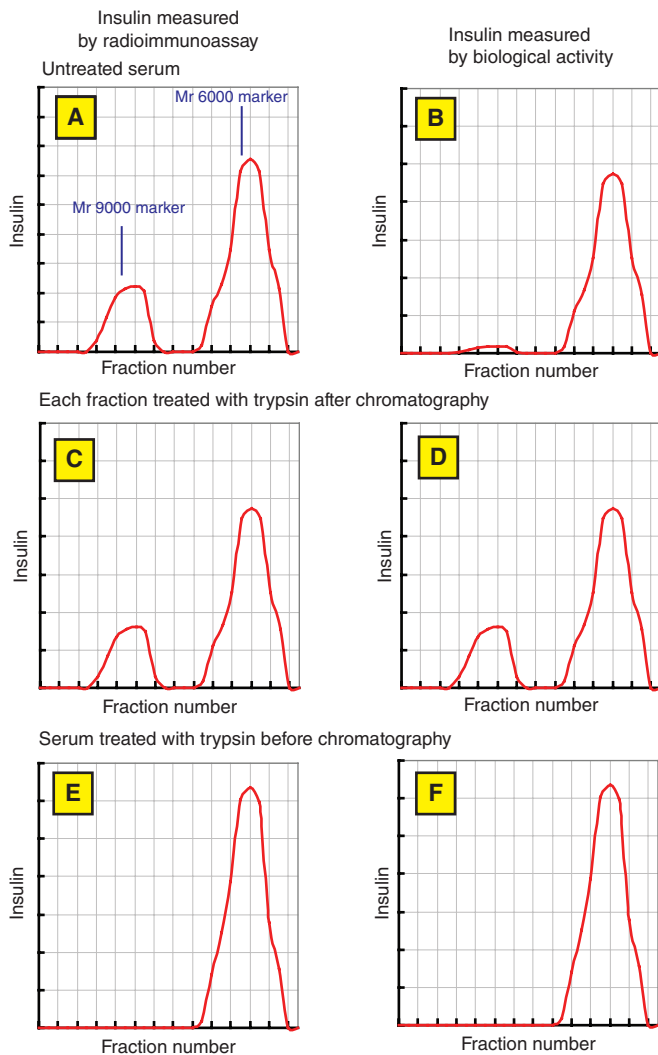 Insulin measured
by radioimmunoassay
Insulin measured
by biological activity
Untreated serum
A
Mr 6000 marker
Mr 9000 marker
Insulin
Fraction number
B
Insulin
Fraction number
Each fraction treated with trypsin after chromatography
C
Insulin
Fraction number
D
Insulin
Fraction number
Serum treated with trypsin before chromatography
E
Insulin
Fraction number
F
Insulin
Fraction number